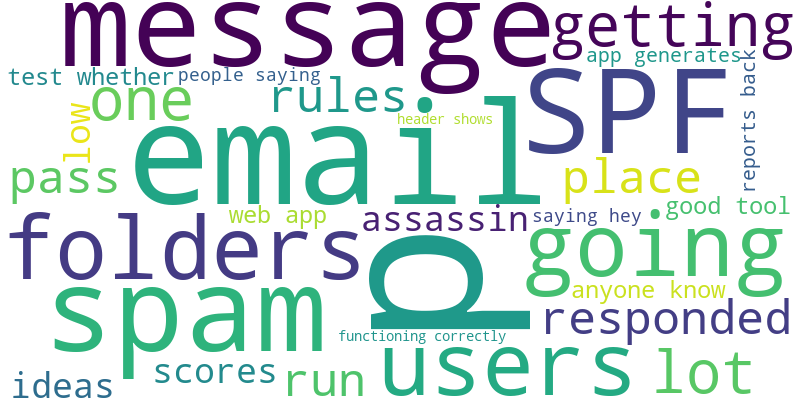 message
getting
app generates
test whether
people saying
one
rules
SPF
reports back
low
header shows
email
pass
place
web app
assassin
saying hey
good tool
folders
p
going
spam
anyone know
responded
functioning correctly
users
lot
ideas
scores
run